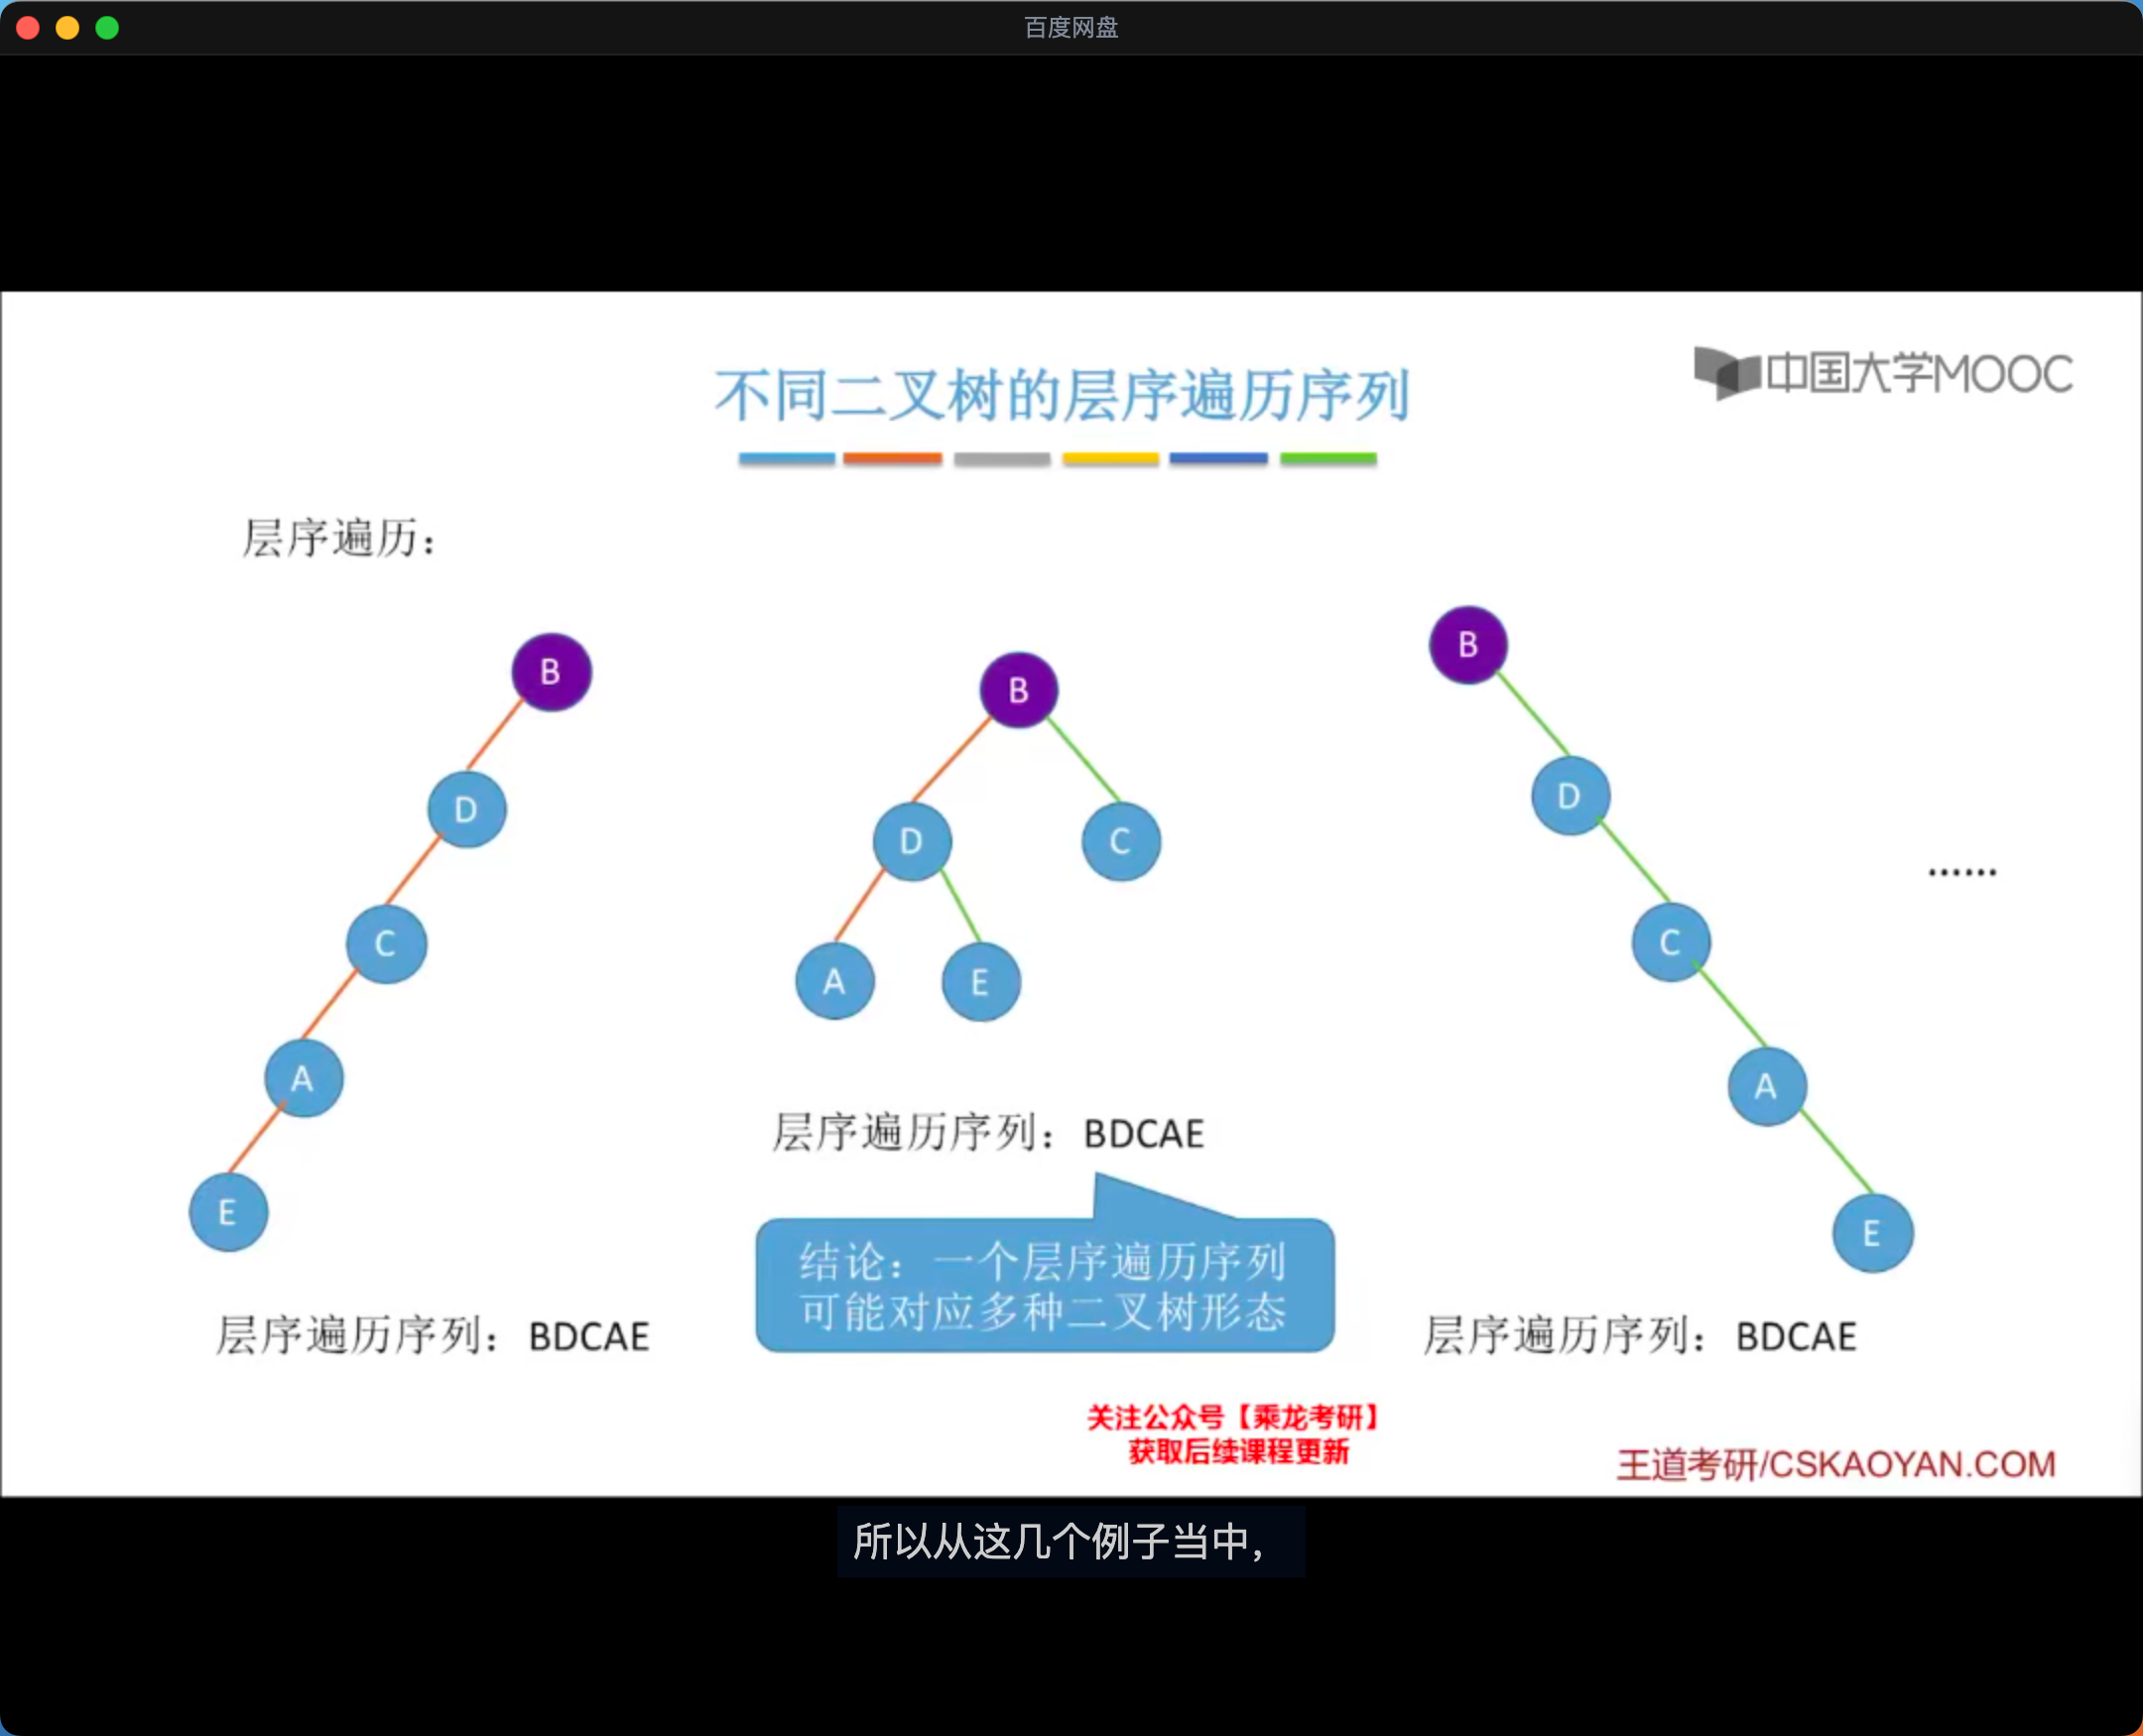 百度网盘
中国大学MOOC
不同二叉树的层序遍历序列
层序遍历：
B
D
C
A
E
层序遍历序列：BDCAE
B
D
C
A
E
层序遍历序列：BDCAE
结论：一个层序遍历序列
可能对应多种二叉树形态
B
D
C
A
E
……
层序遍历序列：BDCAE
关注公众号【乘龙考研】
获取后续课程更新
王道考研/CSKAOYAN.COM
所以从这几个例子当中，